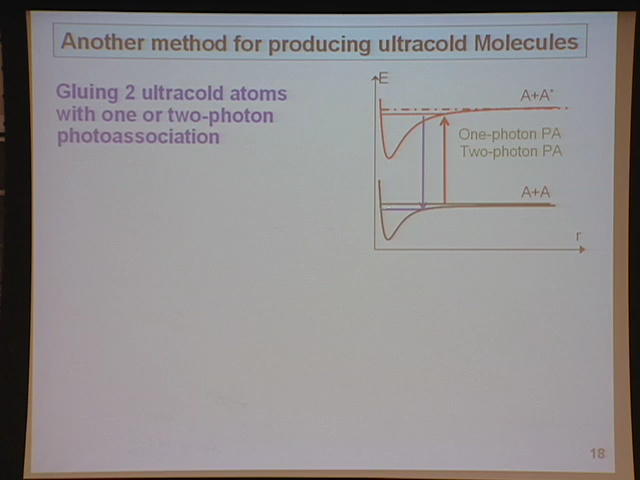 Another method for producing ultracold Molecules
Gluing 2 ultracold atoms
with one or two-photon
photoassociation
E
A+A*
One-photon PA
Two-photon PA
A+A
r
18